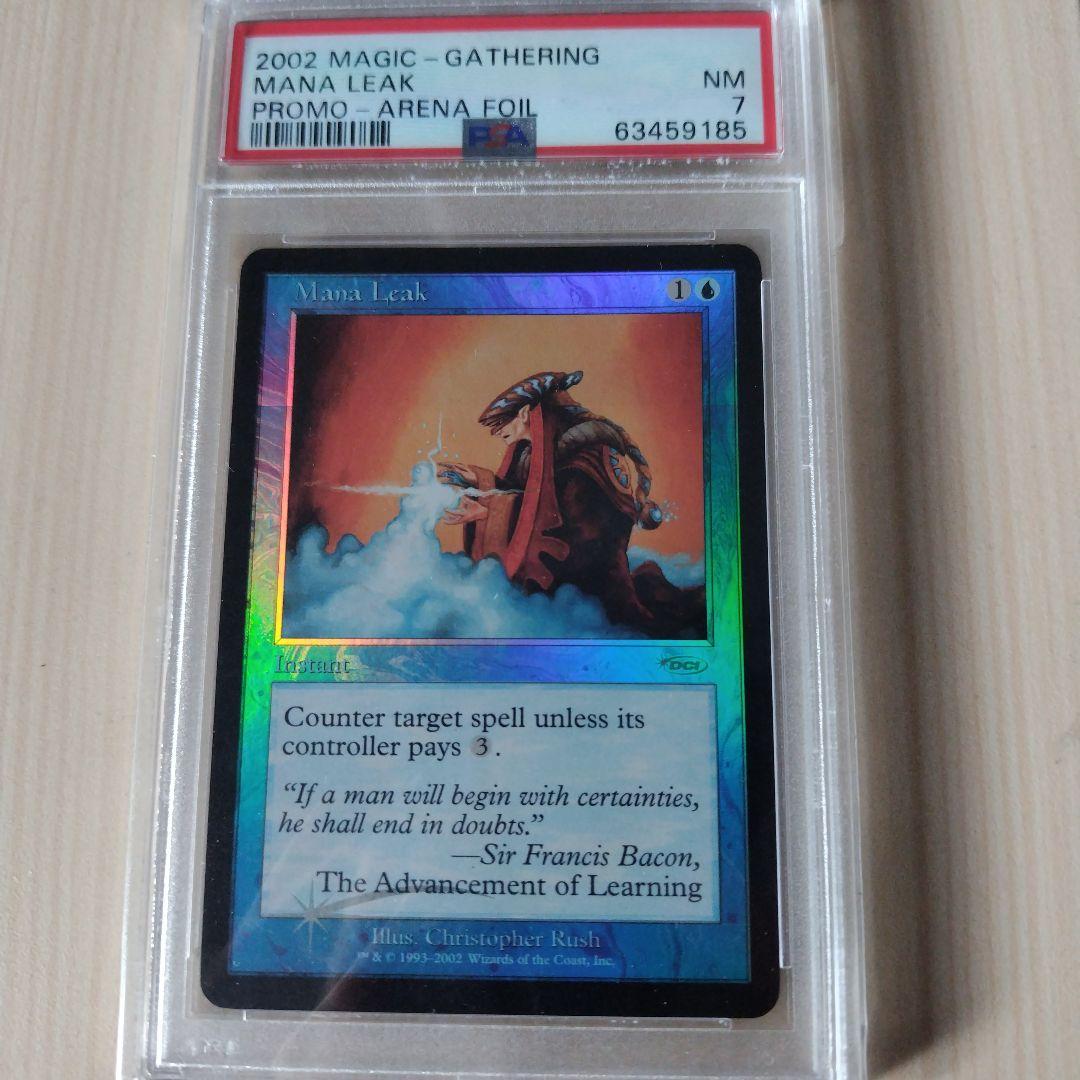 2002 MAGIC - GATHERING
MANA LEAK NM
PROMO - ARENA FOIL 7
PSA 63459185
Mana Leak 1
Instant DCI
Counter target spell unless its
controller pays 3.
“If a man will begin with certainties,
he shall end in doubts.”
—Sir Francis Bacon,
The Advancement of Learning
Illus. Christopher Rush
™ & © 1993–2002 Wizards of the Coast, Inc.